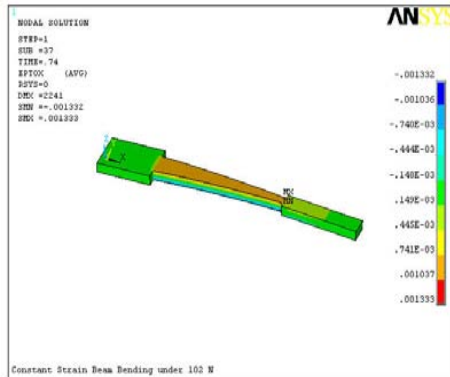 1
NODAL SOLUTION
ANSYS
STEP=1
SUB =37
TIME=.74
EPTOX (AVG)
RSYS=0
DMX =2241
SMN =-.001332
SMX =.001333
-.001332
-.001036
-.740E-03
-.444E-03
-.148E-03
.149E-03
.445E-03
.741E-03
.001037
.001333
X
MX
MN
Constant Strain Beam Bending under 102 N